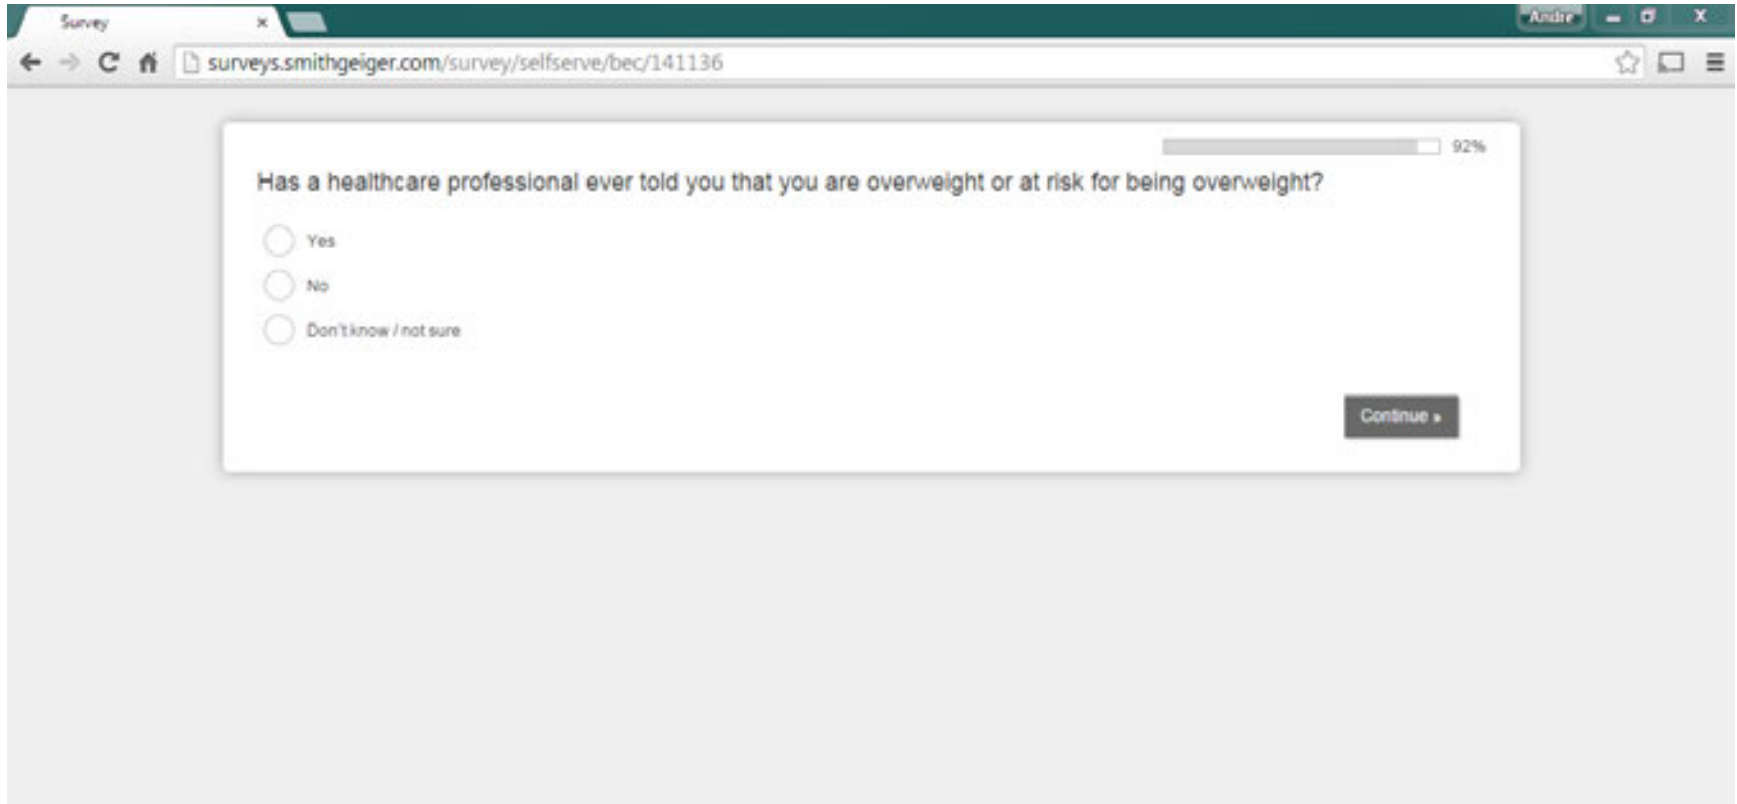 Survey
Andre
surveys.smithgeiger.com/survey/selfserve/bec/141136
92%
Has a healthcare professional ever told you that you are overweight or at risk for being overweight?
Yes
No
Don't know / not sure
Continue »